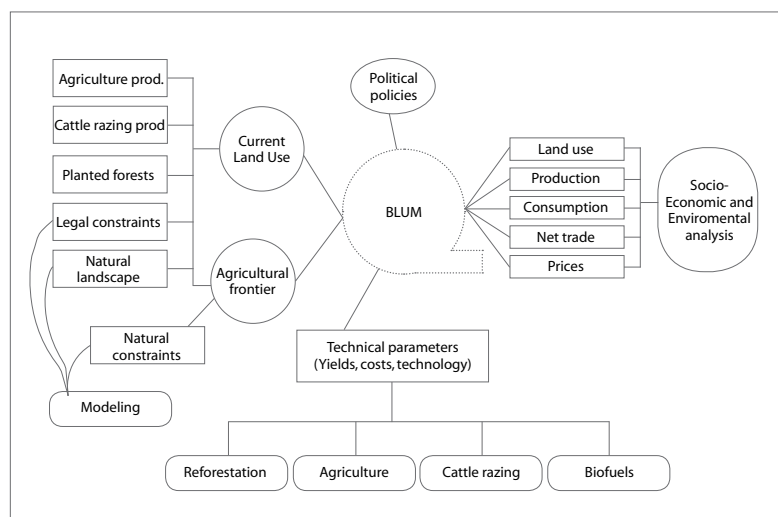 Agriculture prod.
Cattle razing prod
Planted forests
Legal constraints
Natural
landscape
Natural
constraints
Modeling
Current
Land Use
Agricultural
frontier
Political
policies
BLUM
Technical parameters
(Yields, costs, technology)
Reforestation
Agriculture
Cattle razing
Biofuels
Land use
Production
Consumption
Net trade
Prices
Socio-
Economic and
Enviromental
analysis